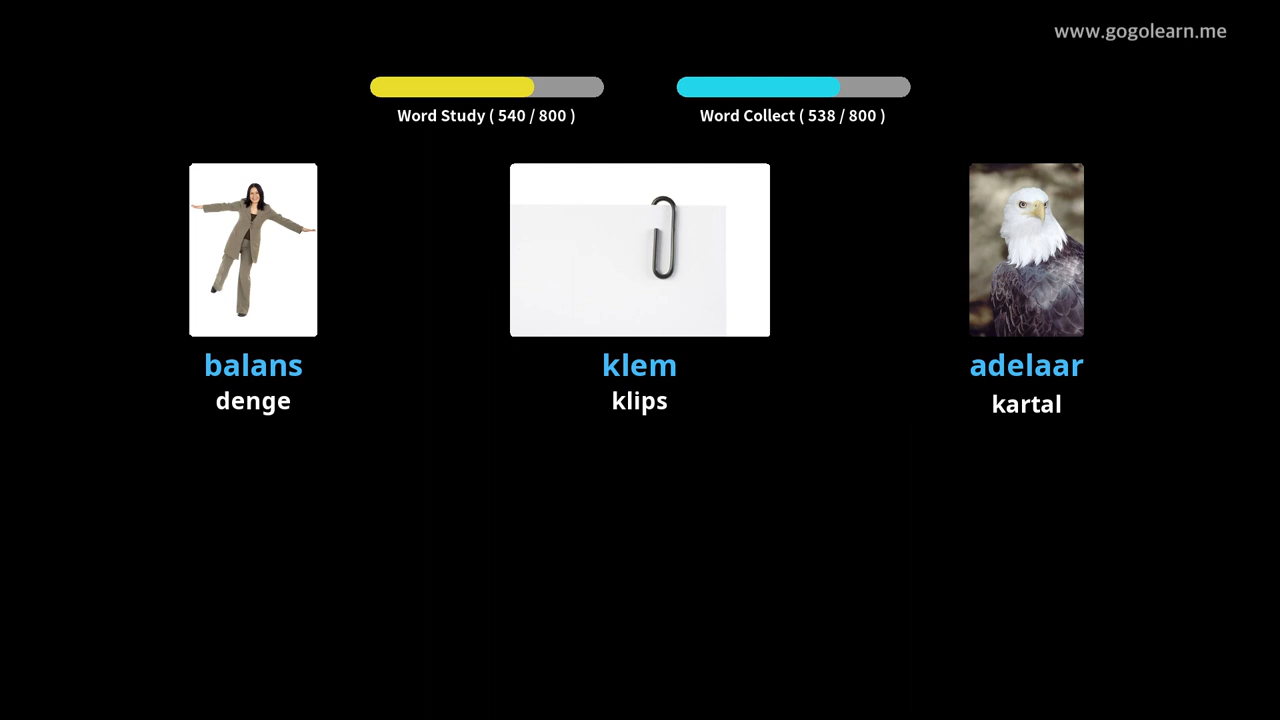 www.gogolearn.me
Word Study ( 540 / 800 )
Word Collect ( 538 / 800 )
balans
denge
klem
klips
adelaar
kartal